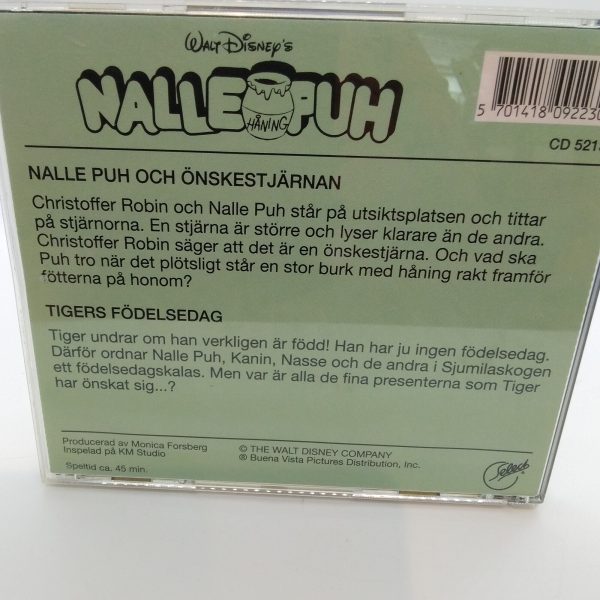 WALT DISNEY'S
NALLE PUH
HÅNING
5 701418 09223
CD 521
NALLE PUH OCH ÖNSKESTJÄRNAN
Christoffer Robin och Nalle Puh står på utsiktsplatsen och tittar
på stjärnorna. En stjärna är större och lyser klarare än de andra.
Christoffer Robin säger att det är en önskestjärna. Och vad ska
Puh tro när det plötsligt står en stor burk med håning rakt framför
fötterna på honom?
TIGERS FÖDELSEDAG
Tiger undrar om han verkligen är född! Han har ju ingen födelsedag.
Därför ordnar Nalle Puh, Kanin, Nasse och de andra i Sjumilaskogen
ett födelsedagskalas. Men var är alla de fina presenterna som Tiger
har önskat sig...?
Producerad av Monica Forsberg
Inspelad på KM Studio
© THE WALT DISNEY COMPANY
® Buena Vista Pictures Distribution, Inc.
Speltid ca. 45 min.
Select